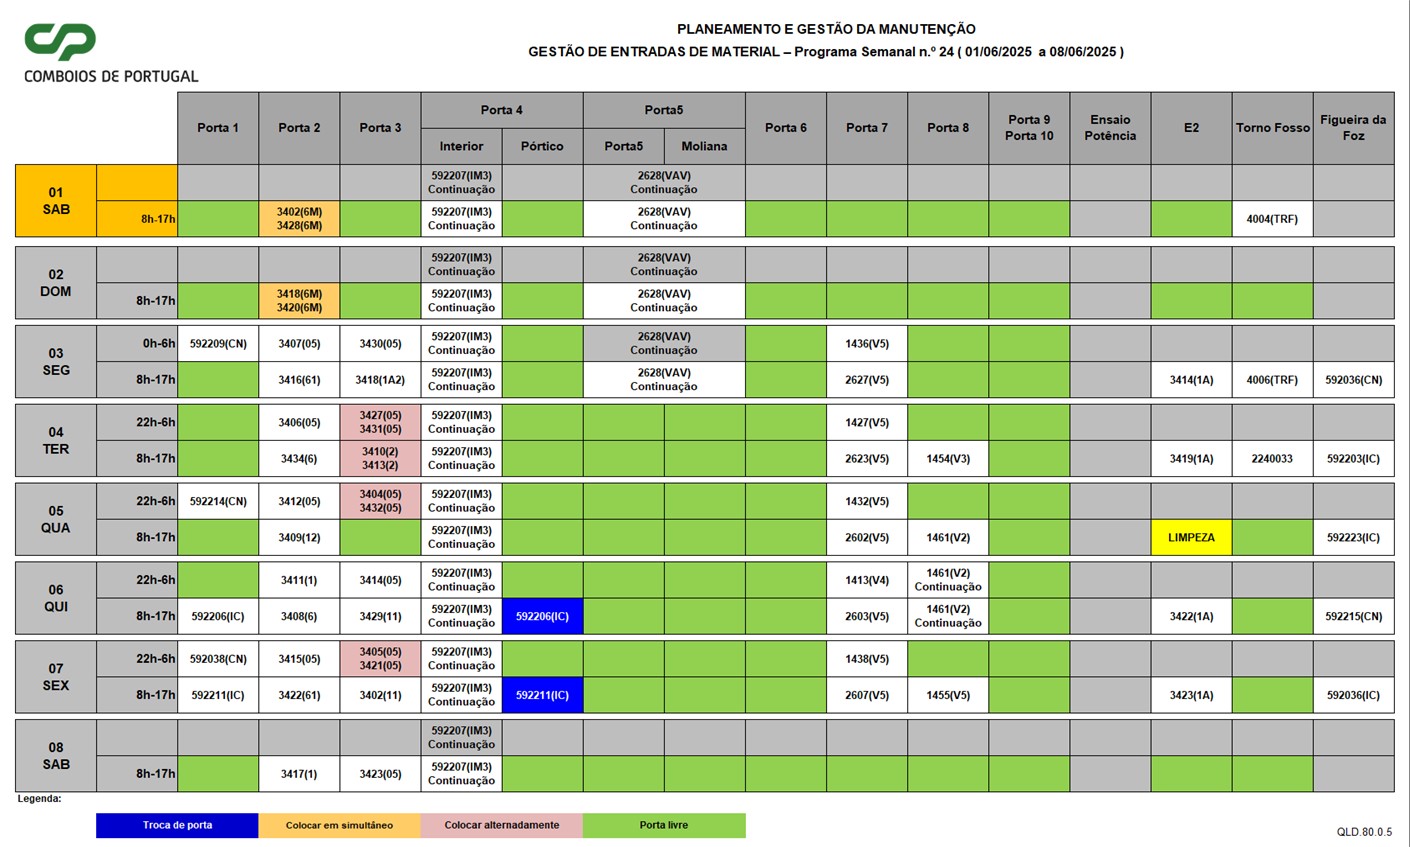 PLANEAMENTO E GESTÃO DA MANUTENÇÃO
GESTÃO DE ENTRADAS DE MATERIAL – Programa Semanal n.º 24 ( 01/06/2025 a 08/06/2025 )
CP
COMBOIOS DE PORTUGAL
Porta 1 Porta 2 Porta 3 Porta 4 Porta5 Porta 6 Porta 7 Porta 8 Porta 9 Porta 10 Ensaio Potência E2 Torno Fosso Figueira da Foz
Interior Pórtico Porta5 Moliana
01 SAB
592207(IM3) Continuação 2628(VAV) Continuação
8h-17h 3402(6M) 3428(6M) 592207(IM3) Continuação 2628(VAV) Continuação 4004(TRF)
02 DOM
592207(IM3) Continuação 2628(VAV) Continuação
8h-17h 3418(6M) 3420(6M) 592207(IM3) Continuação 2628(VAV) Continuação
03 SEG
0h-6h 592209(CN) 3407(05) 3430(05) 592207(IM3) Continuação 2628(VAV) Continuação 1436(V5)
8h-17h 3416(61) 3418(1A2) 592207(IM3) Continuação 2628(VAV) Continuação 2627(V5) 3414(1A) 4006(TRF) 592036(CN)
04 TER
22h-6h 3406(05) 3427(05) 3431(05) 592207(IM3) Continuação 1427(V5)
8h-17h 3434(6) 3410(2) 3413(2) 592207(IM3) Continuação 2623(V5) 1454(V3) 3419(1A) 2240033 592203(IC)
05 QUA
22h-6h 592214(CN) 3412(05) 3404(05) 3432(05) 592207(IM3) Continuação 1432(V5)
8h-17h 3409(12) 592207(IM3) Continuação 2602(V5) 1461(V2) LIMPEZA 592223(IC)
06 QUI
22h-6h 3411(1) 3414(05) 592207(IM3) Continuação 1413(V4) 1461(V2) Continuação
8h-17h 592206(IC) 3408(6) 3429(11) 592207(IM3) Continuação 592206(IC) 2603(V5) 1461(V2) Continuação 3422(1A) 592215(CN)
07 SEX
22h-6h 592038(CN) 3415(05) 3405(05) 3421(05) 592207(IM3) Continuação 1438(V5)
8h-17h 592211(IC) 3422(61) 3402(11) 592207(IM3) Continuação 592211(IC) 2607(V5) 1455(V5) 3423(1A) 592036(IC)
08 SAB
592207(IM3) Continuação
8h-17h 3417(1) 3423(05) 592207(IM3) Continuação
Legenda:
Troca de porta Colocar em simultáneo Colocar alternadamente Porta livre
QLD.80.0.5